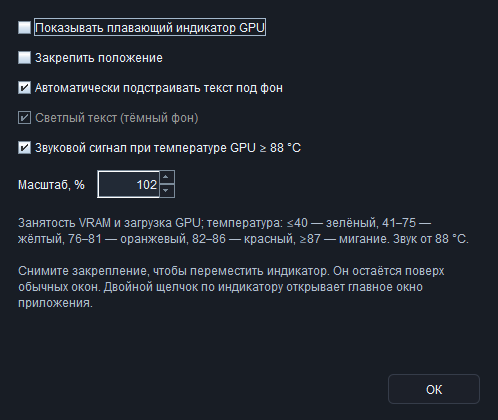 Показывать плавающий индикатор GPU
Закрепить положение
Автоматически подстраивать текст под фон
Светлый текст (тёмный фон)
Звуковой сигнал при температуре GPU ≥ 88 °C
Масштаб, % 102
Занятость VRAM и загрузка GPU; температура: ≤40 — зелёный, 41–75 —
жёлтый, 76–81 — оранжевый, 82–86 — красный, ≥87 — мигание. Звук от 88 °C.
Снимите закрепление, чтобы переместить индикатор. Он остаётся поверх
обычных окон. Двойной щелчок по индикатору открывает главное окно
приложения.
ОК